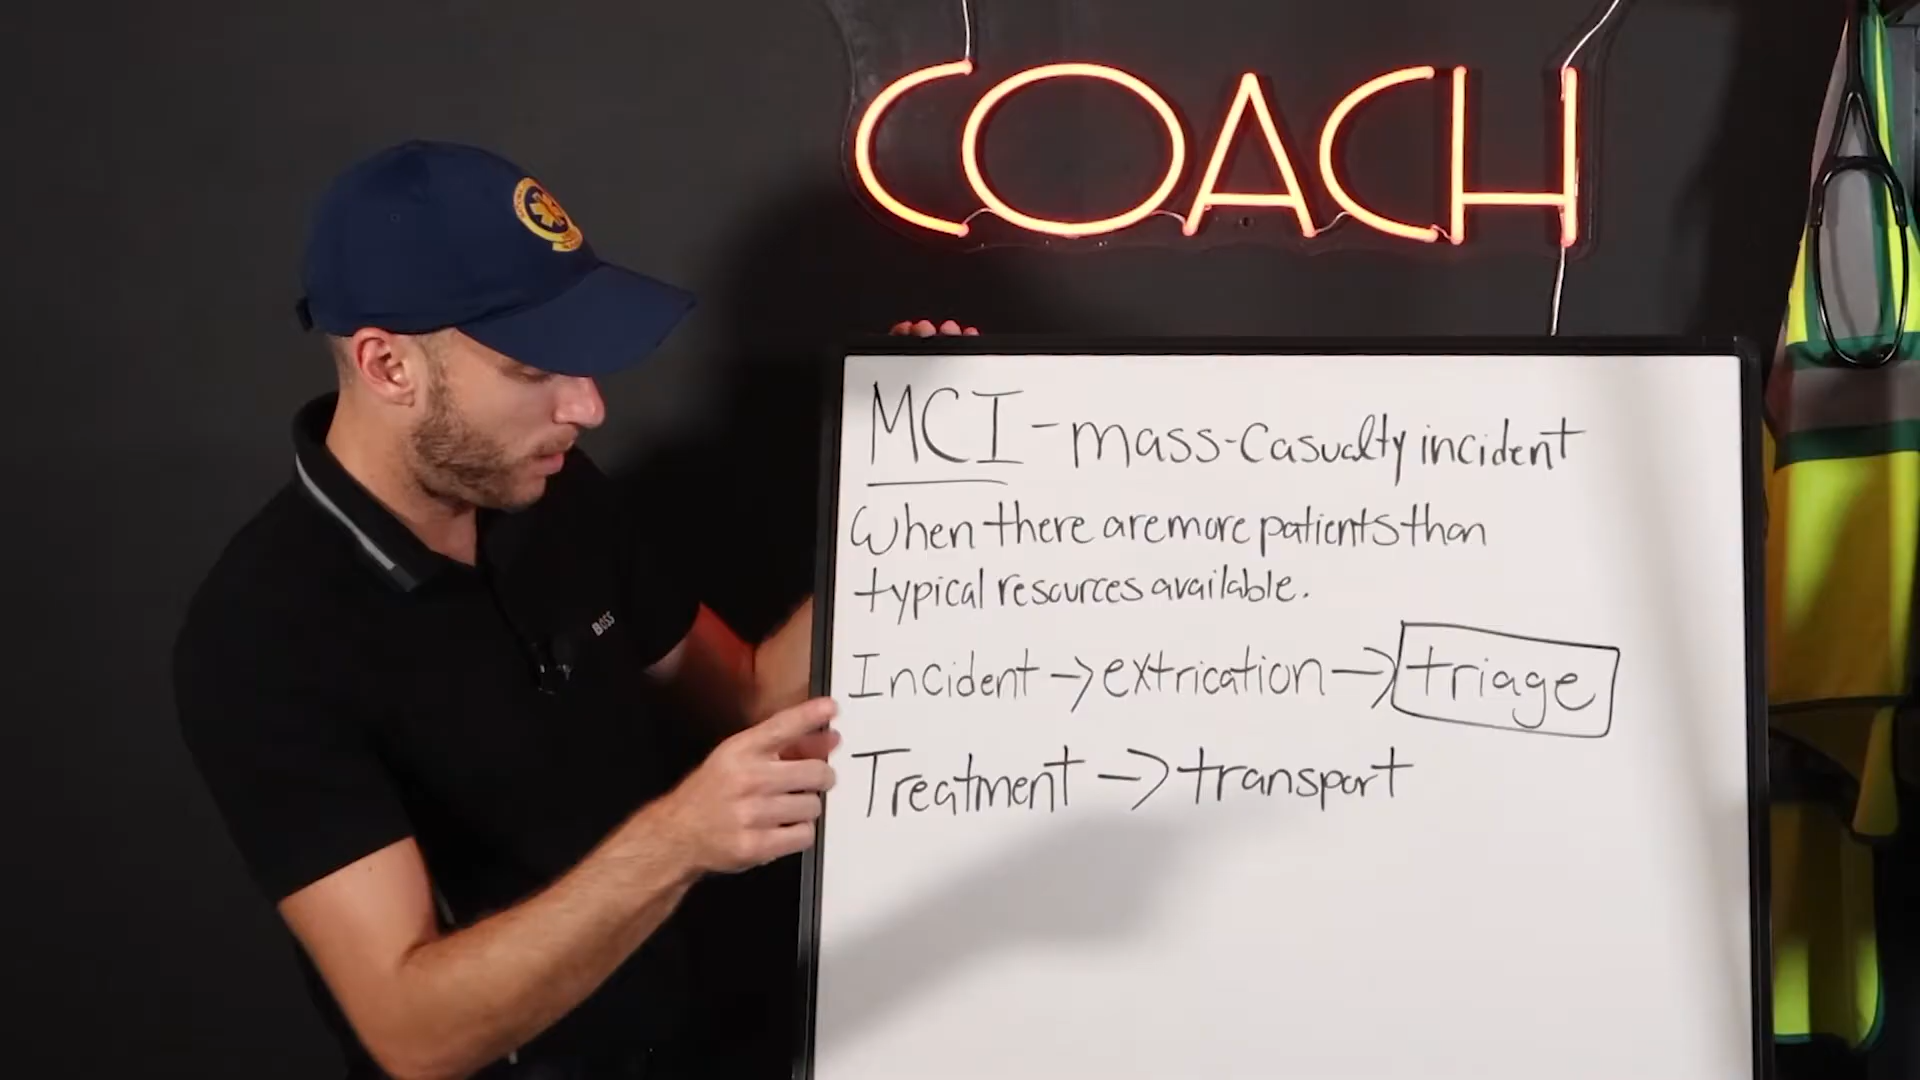 COACH
MCI - mass-casualty incident
When there are more patients than
typical resources available.
Incident -> extrication -> triage
Treatment -> transport
BOSS